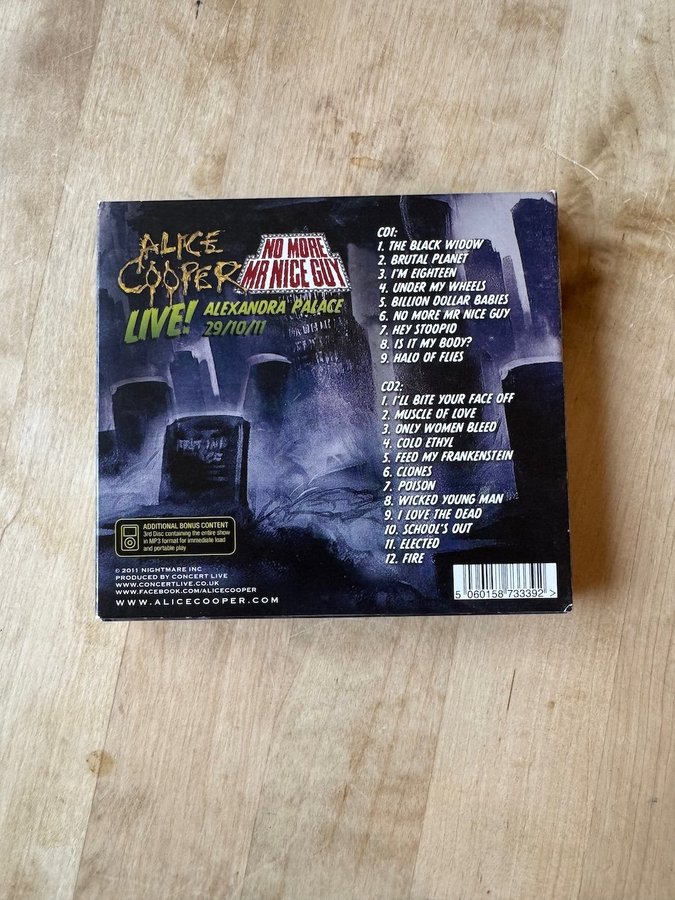 ALICE
COOPER
NO MORE
MR NICE GUY
LIVE! ALEXANDRA PALACE
29/10/11
CD1:
1. THE BLACK WIDOW
2. BRUTAL PLANET
3. I'M EIGHTEEN
4. UNDER MY WHEELS
5. BILLION DOLLAR BABIES
6. NO MORE MR NICE GUY
7. HEY STOOPID
8. IS IT MY BODY?
9. HALO OF FLIES
CD2:
1. I'LL BITE YOUR FACE OFF
2. MUSCLE OF LOVE
3. ONLY WOMEN BLEED
4. COLD ETHYL
5. FEED MY FRANKENSTEIN
6. CLONES
7. POISON
8. WICKED YOUNG MAN
9. I LOVE THE DEAD
10. SCHOOL'S OUT
11. ELECTED
12. FIRE
ADDITIONAL BONUS CONTENT
3rd Disc containing the entire show
in MP3 format for immediate load
and portable play
© 2011 NIGHTMARE INC
PRODUCED BY CONCERT LIVE
WWW.CONCERTLIVE.CO.UK
WWW.FACEBOOK.COM/ALICECOOPER
WWW.ALICECOOPER.COM
5 060158 733392 >